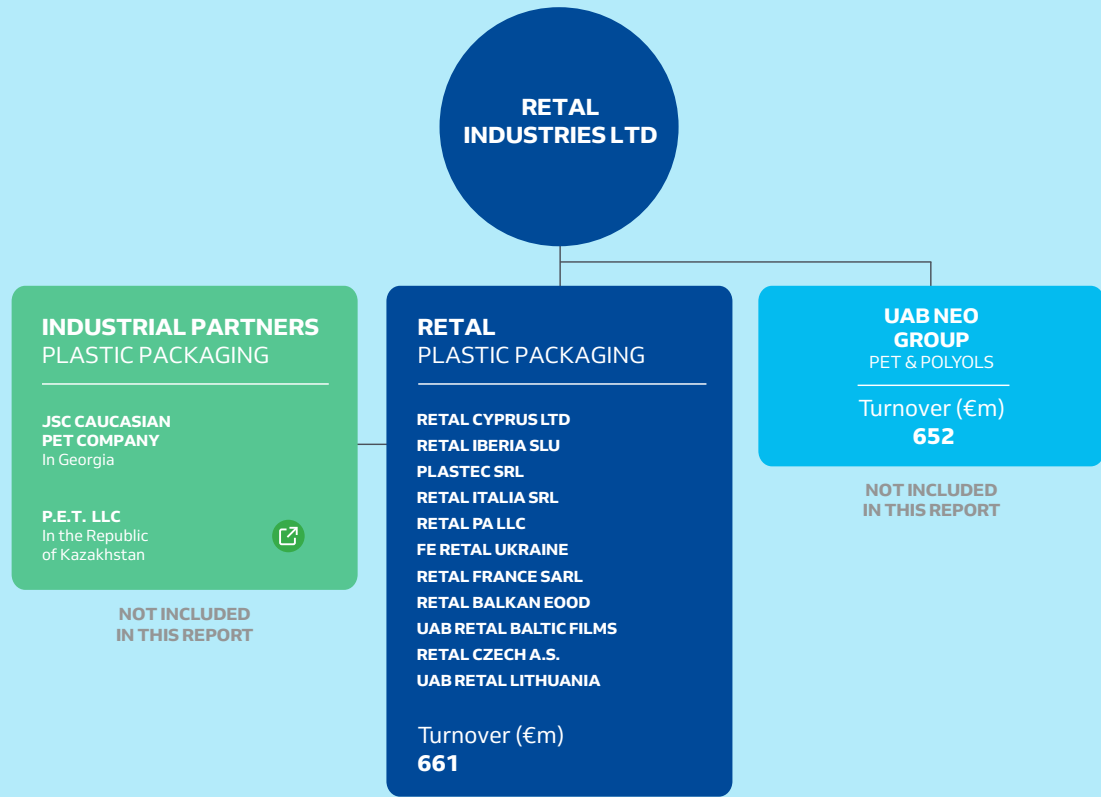 RETAL
INDUSTRIES LTD
INDUSTRIAL PARTNERS
PLASTIC PACKAGING
JSC CAUCASIAN
PET COMPANY
In Georgia
P.E.T. LLC
In the Republic
of Kazakhstan
NOT INCLUDED
IN THIS REPORT
RETAL
PLASTIC PACKAGING
RETAL CYPRUS LTD
RETAL IBERIA SLU
PLASTEC SRL
RETAL ITALIA SRL
RETAL PA LLC
FE RETAL UKRAINE
RETAL FRANCE SARL
RETAL BALKAN EOOD
UAB RETAL BALTIC FILMS
RETAL CZECH A.S.
UAB RETAL LITHUANIA
Turnover (€m)
661
UAB NEO
GROUP
PET & POLYOLS
Turnover (€m)
652
NOT INCLUDED
IN THIS REPORT